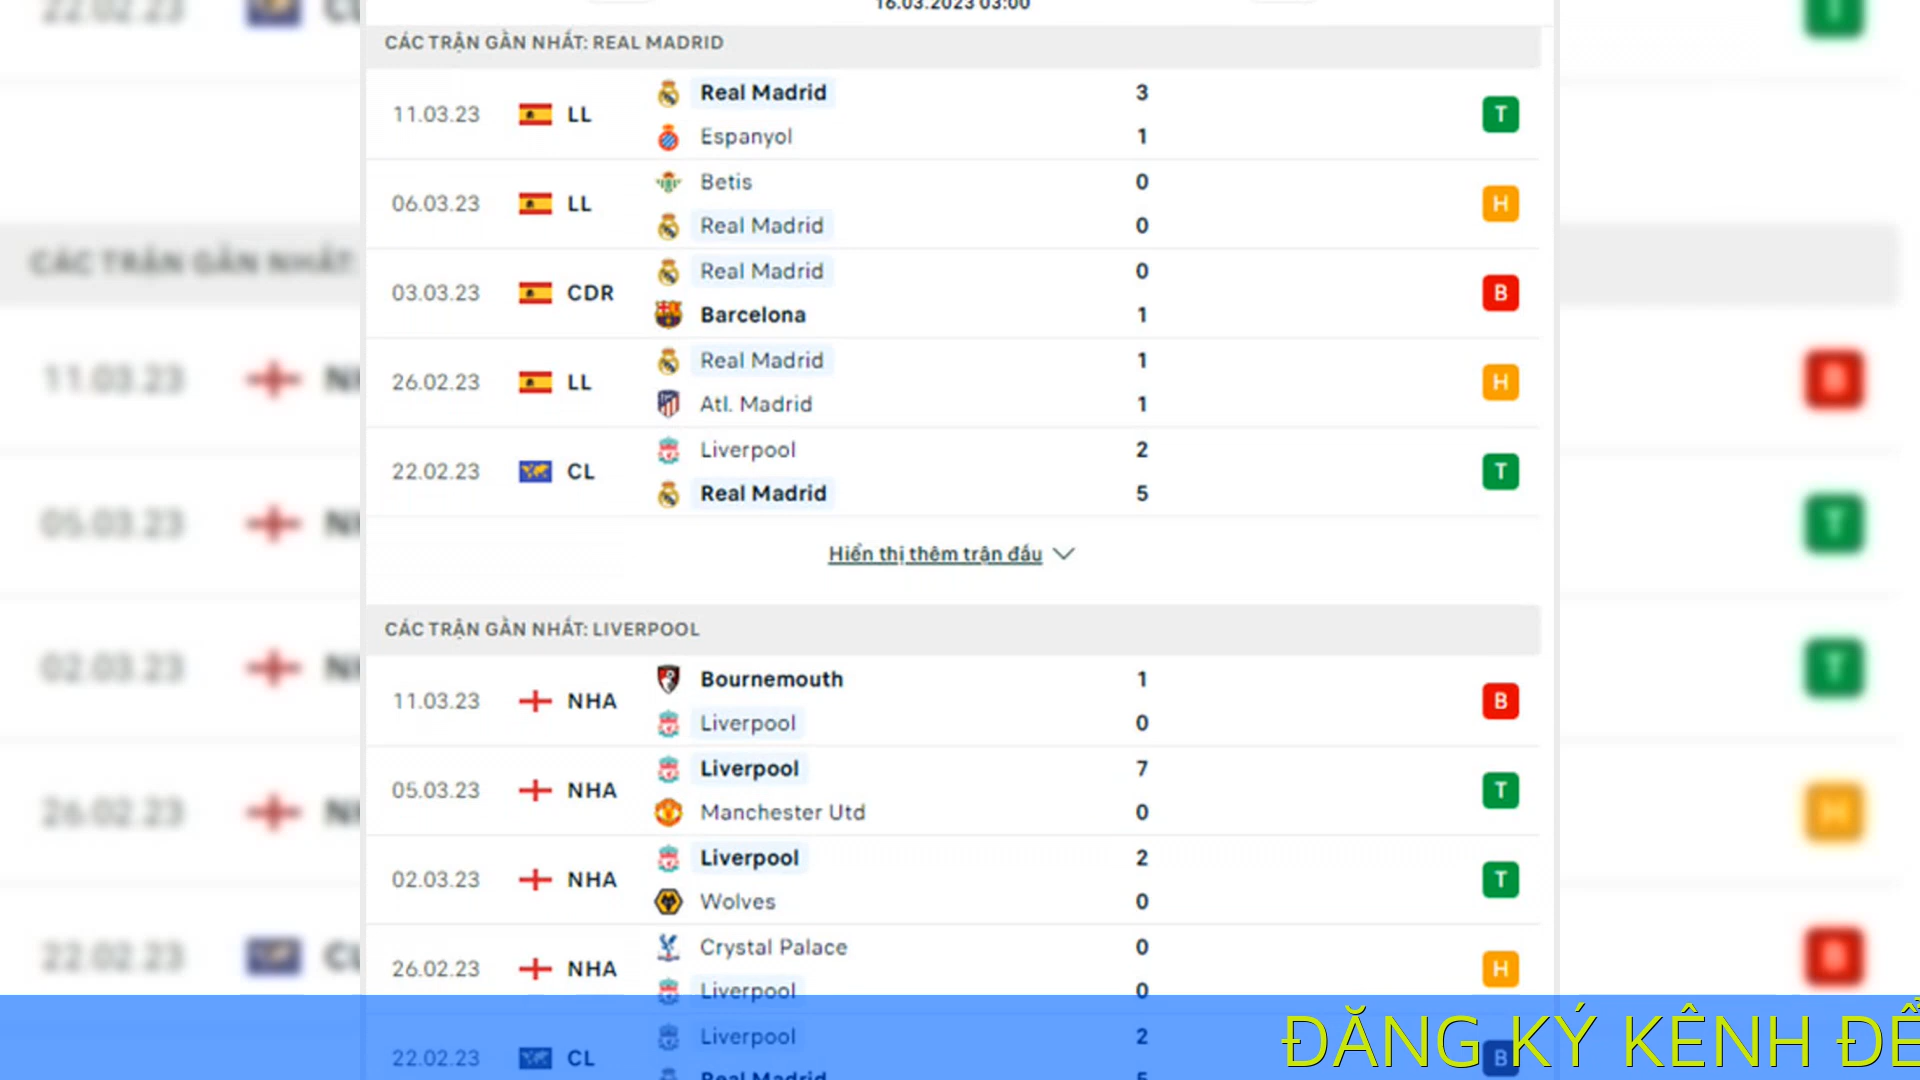 16.03.2023 03:00
CÁC TRẬN GẦN NHẤT: REAL MADRID
11.03.23 LL Real Madrid 3 T
Espanyol 1
06.03.23 LL Betis 0 H
Real Madrid 0
03.03.23 CDR Real Madrid 0 B
Barcelona 1
26.02.23 LL Real Madrid 1 H
Atl. Madrid 1
22.02.23 CL Liverpool 2 T
Real Madrid 5
Hiển thị thêm trận đấu
CÁC TRẬN GẦN NHẤT: LIVERPOOL
11.03.23 NHA Bournemouth 1 B
Liverpool 0
05.03.23 NHA Liverpool 7 T
Manchester Utd 0
02.03.23 NHA Liverpool 2 T
Wolves 0
26.02.23 NHA Crystal Palace 0 H
Liverpool 0
22.02.23 CL Liverpool 2 B
Real Madrid 5
ĐĂNG KÝ KÊNH ĐỂ